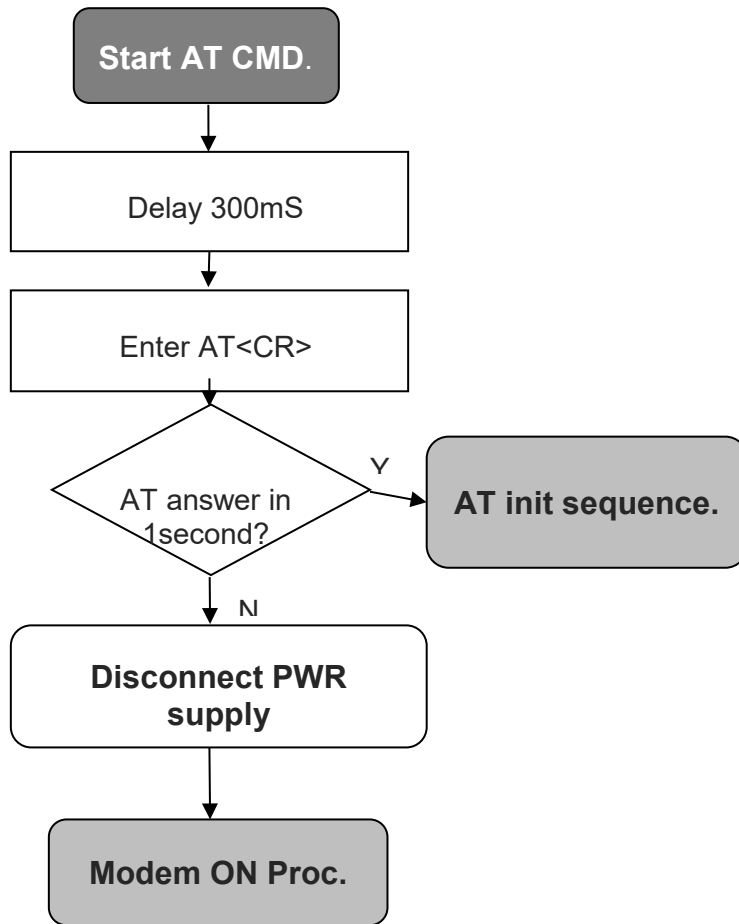 Start AT CMD.
Delay 300mS
Enter AT<CR>
AT answer in
1second?
Y
AT init sequence.
N
Disconnect PWR
supply
Modem ON Proc.